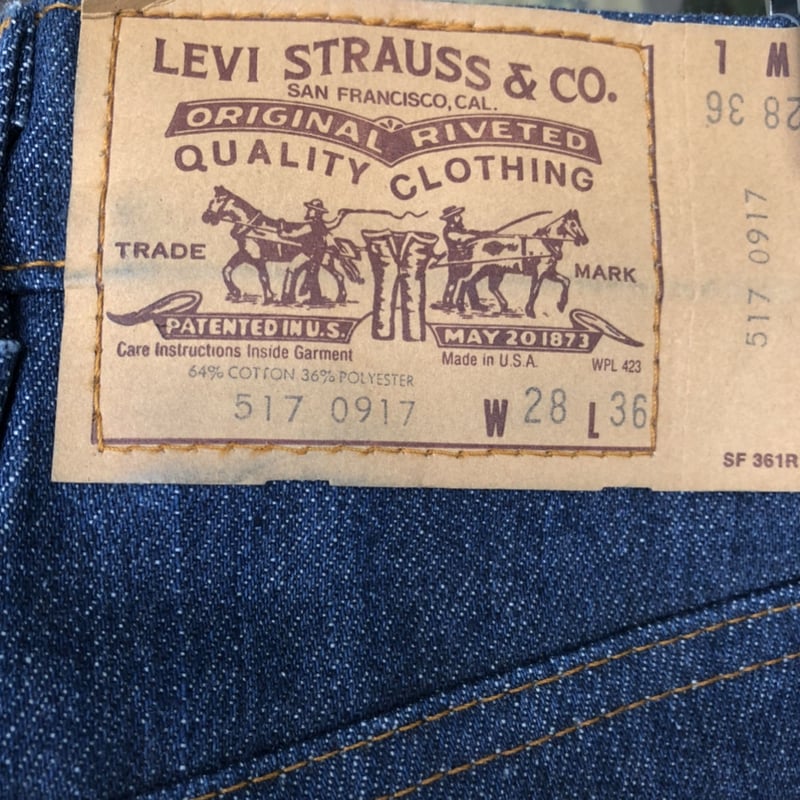 LEVI STRAUSS & CO.
SAN FRANCISCO, CAL.
ORIGINAL RIVETED
QUALITY CLOTHING
TRADE MARK
PATENTED IN U.S. MAY 20 1873
Care Instructions Inside Garment Made in U.S.A. WPL 423
64% COTTON 36% POLYESTER
517 0917 W 28 L 36
W L
28 36
517 0917
SF 361R